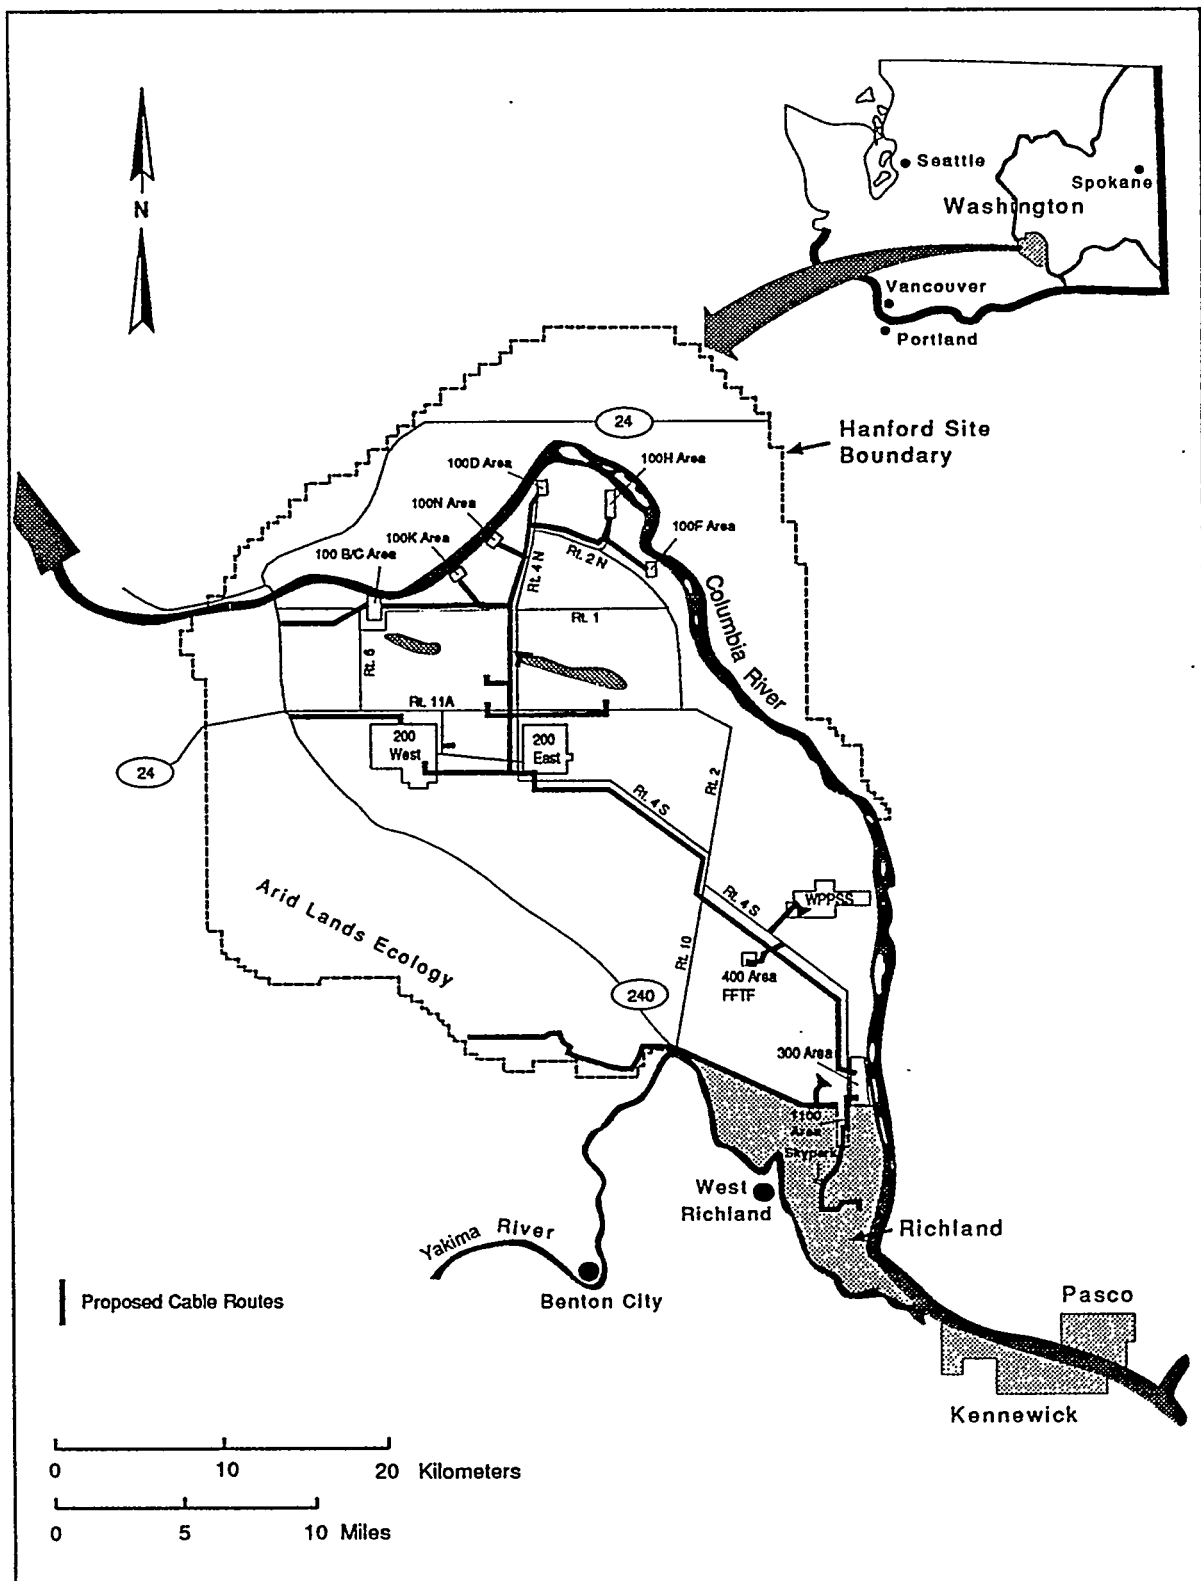 Seattle
Spokane
Washington
Vancouver
Portland
N
24
Hanford Site
Boundary
100D Area
100H Area
100N Area
100F Area
100K Area
100 B/C Area
Rt. 4 N
Rt. 2 N
Columbia River
Rt. 1
Rt. 6
Rt. 11A
200
West
200
East
24
Rt. 2
Rt. 4 S
Arid Lands Ecology
Rt. 4 S
WPPSS
Rt. 10
400 Area
FFTF
240
300 Area
1100
Area
Skypark
West
Richland
Richland
Yakima River
Benton City
Proposed Cable Routes
Pasco
Kennewick
0 10 20 Kilometers
0 5 10 Miles